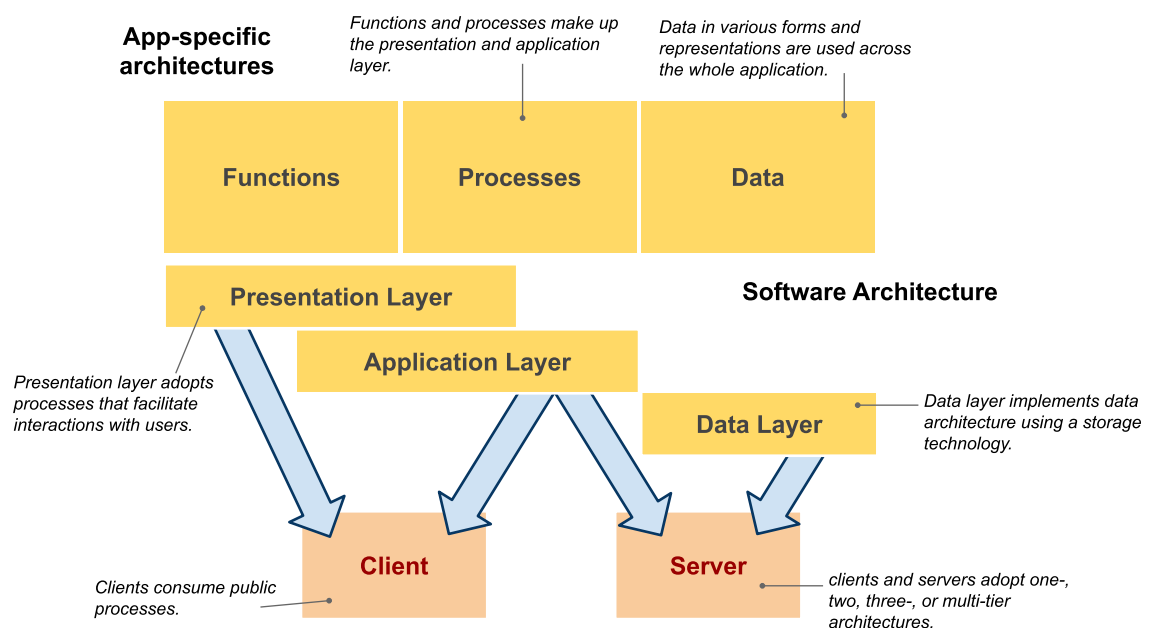 App-specific
architectures
Functions and processes make up
the presentation and application
layer.
Data in various forms and
representations are used across
the whole application.
Functions
Processes
Data
Presentation Layer
Software Architecture
Application Layer
Presentation layer adopts
processes that facilitate
interactions with users.
Data Layer
Data layer implements data
architecture using a storage
technology.
Client
Server
Clients consume public
processes.
clients and servers adopt one-,
two, three-, or multi-tier
architectures.